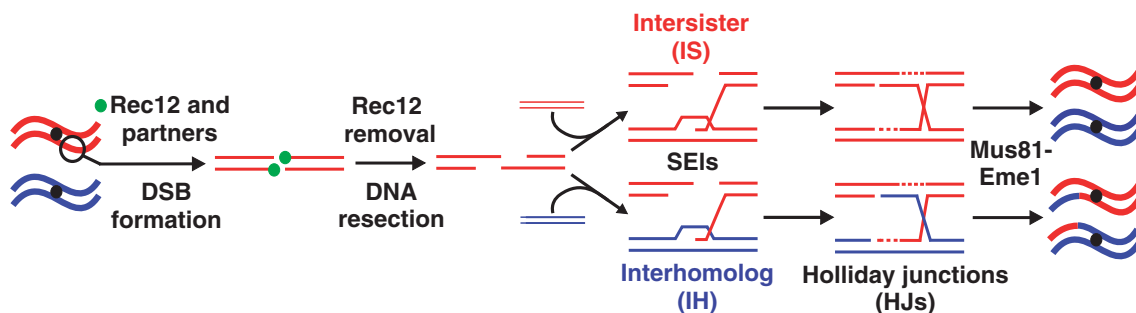 Rec12 and
partners
DSB
formation
Rec12
removal
DNA
resection
Intersister
(IS)
SEIs
Interhomolog
(IH)
Holliday junctions
(HJs)
Mus81-
Eme1